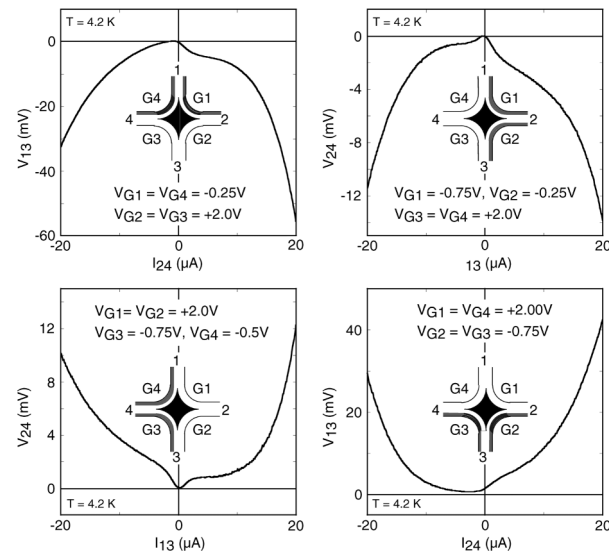 T = 4.2 K
0
-20
-40
-60
V13 (mV)
1
G4 G1
4 2
G3 G2
3
VG1 = VG4 = -0.25V
VG2 = VG3 = +2.0V
-20 0 20
I24 (µA)
T = 4.2 K
0
-4
-8
-12
V24 (mV)
1
G4 G1
4 2
G3 G2
3
VG1 = -0.75V, VG2 = -0.25V
VG3 = VG4 = +2.0V
-20 0 20
13 (µA)
12
8
4
0
V24 (mV)
VG1= VG2 = +2.0V
VG3 = -0.75V, VG4 = -0.5V
1
G4 G1
4 2
G3 G2
3
T = 4.2 K
-20 0 20
I13 (µA)
40
20
0
V13 (mV)
VG1 = VG4 = +2.00V
VG2 = VG3 = -0.75V
1
G4 G1
4 2
G3 G2
3
T = 4.2 K
-20 0 20
I24 (µA)